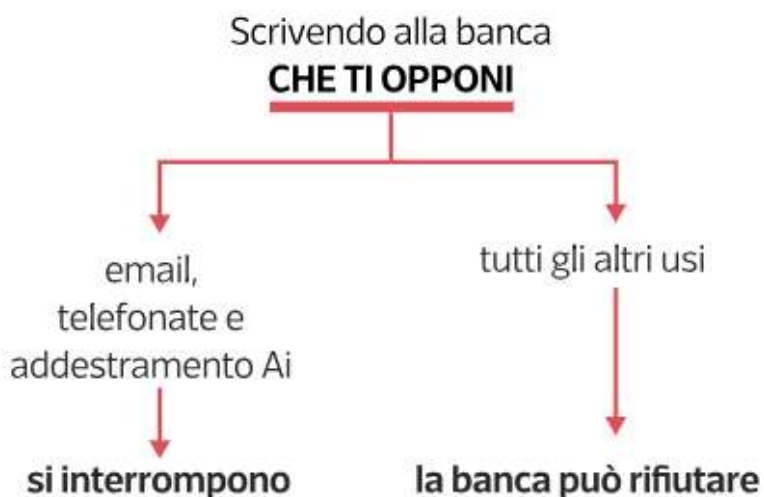 Scrivendo alla banca
CHE TI OPPONI
email,
telefonate e
addestramento Ai
si interrompono
tutti gli altri usi
la banca può rifiutare